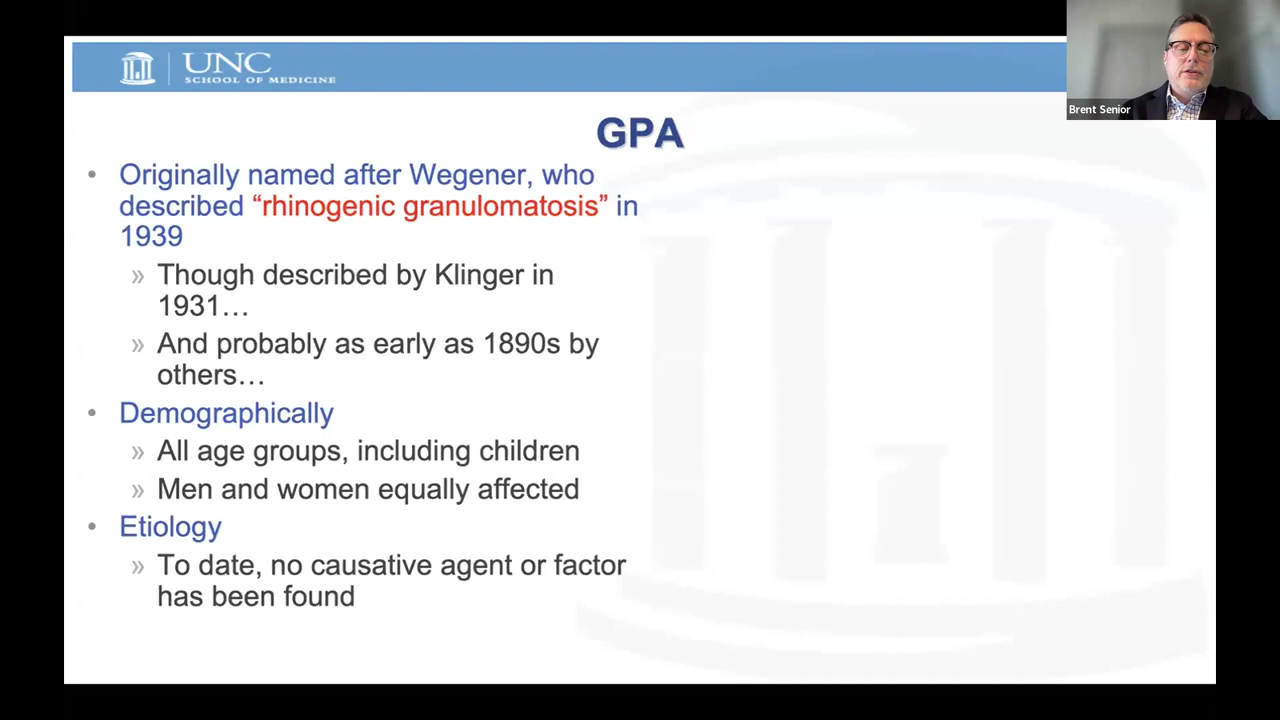 UNC
SCHOOL OF MEDICINE
Brent Senior
GPA
• Originally named after Wegener, who
described “rhinogenic granulomatosis” in
1939
» Though described by Klinger in
1931…
» And probably as early as 1890s by
others…
• Demographically
» All age groups, including children
» Men and women equally affected
• Etiology
» To date, no causative agent or factor
has been found